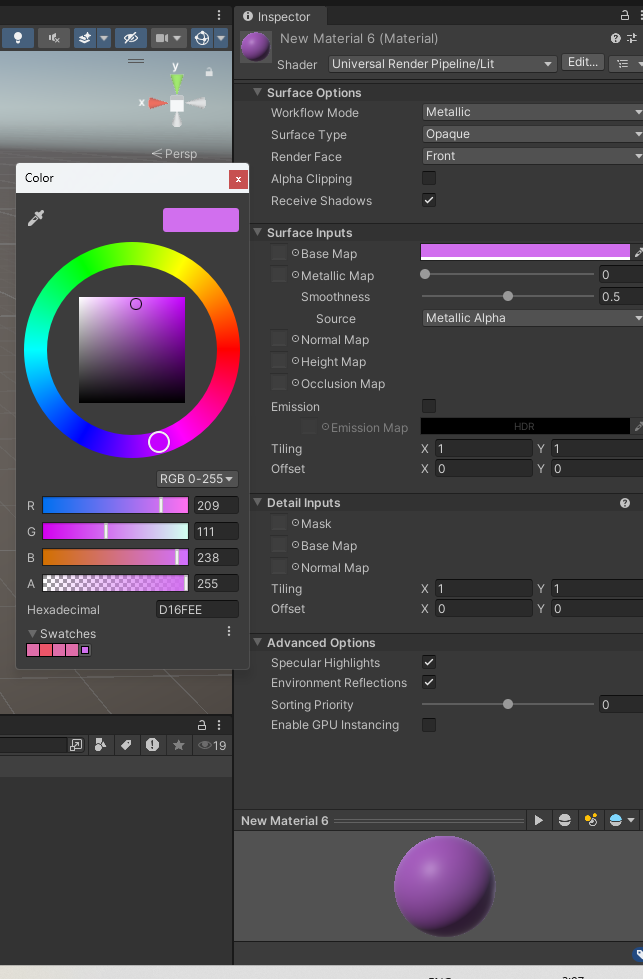 Inspector
New Material 6 (Material)
Shader Universal Render Pipeline/Lit Edit...
y
x
Persp
Surface Options
Workflow Mode Metallic
Surface Type Opaque
Render Face Front
Alpha Clipping
Receive Shadows
Surface Inputs
Base Map
Metallic Map 0
Smoothness 0.5
Source Metallic Alpha
Normal Map
Height Map
Occlusion Map
Emission
Emission Map HDR
Tiling X 1 Y 1
Offset X 0 Y 0
Detail Inputs
Mask
Base Map
Normal Map
Tiling X 1 Y 1
Offset X 0 Y 0
Advanced Options
Specular Highlights
Environment Reflections
Sorting Priority 0
Enable GPU Instancing
New Material 6
Color
x
RGB 0-255
R 209
G 111
B 238
A 255
Hexadecimal D16FEE
Swatches
19